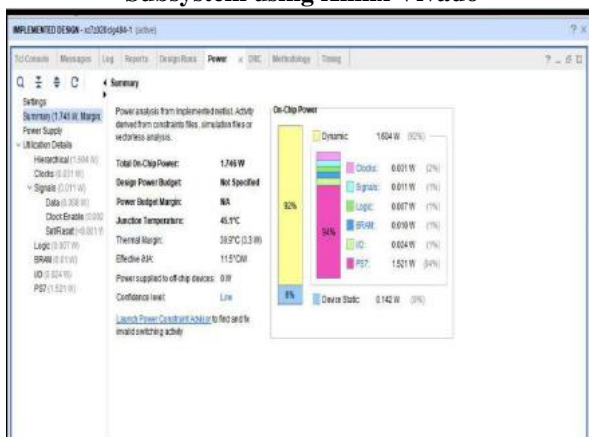 Subsystem using Xilinx Vivado
IMPLEMENTED DESIGN - xc7z020clg484-1 (active)
Tcl Console Messages Log Reports Design Runs Power DRC Methodology Timing
Summary
Settings
Summary (1.746 W, Margin:
Power Supply
Utilization Details
Hierarchical (1.604 W)
Clocks (0.031 W)
Signals (0.011 W)
Data (0.008 W)
Clock Enable (0.002
Set/Reset (<0.001 W
Logic (0.007 W)
BRAM (0.01 W)
I/O (0.024 W)
PS7 (1.521 W)
Power analysis from Implemented netlist. Activity
derived from constraints files, simulation files or
vectorless analysis.
Total On-Chip Power: 1.746 W
Design Power Budget: Not Specified
Power Budget Margin: NA
Junction Temperature: 45.1°C
Thermal Margin: 39.9°C (3.3 W)
Effective ϑJA: 11.5°C/W
Power supplied to off-chip devices: 0 W
Confidence level: Low
Launch Power Constraint Advisor to find and fix
invalid switching activity
On-Chip Power
92%
8%
94%
Dynamic: 1.604 W (92%)
Clocks: 0.031 W (2%)
Signals: 0.011 W (1%)
Logic: 0.007 W (1%)
BRAM: 0.010 W (1%)
I/O: 0.024 W (1%)
PS7: 1.521 W (94%)
Device Static: 0.142 W (8%)